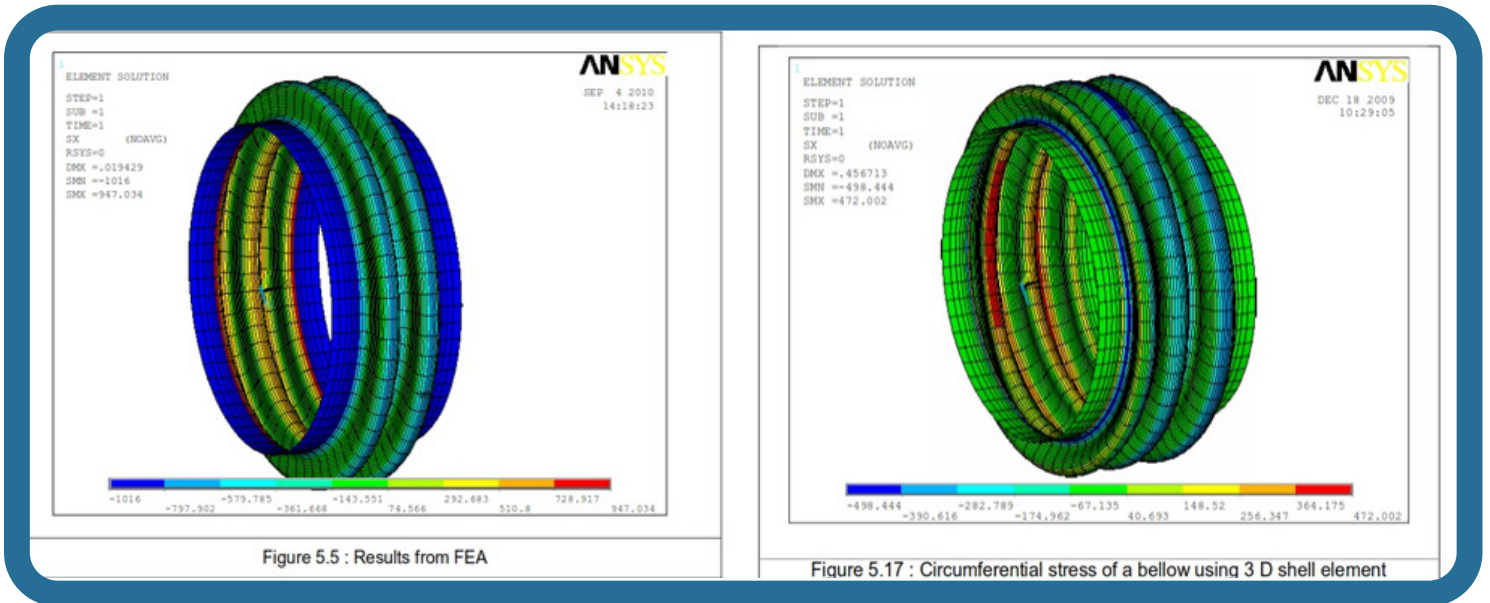 1
ELEMENT SOLUTION
STEP=1
SUB =1
TIME=1
SX (NOAVG)
RSYS=0
DMX =.019429
SMN =-1016
SMX =947.034
ANSYS
SEP 4 2010
14:18:23
-1016 -579.785 -143.551 292.683 728.917
-797.902 -361.668 74.566 510.8 947.034
Figure 5.5 : Results from FEA
1
ELEMENT SOLUTION
STEP=1
SUB =1
TIME=1
SX (NOAVG)
RSYS=0
DMX =.456713
SMN =-498.444
SMX =472.002
ANSYS
DEC 18 2009
10:29:05
-498.444 -282.789 -67.135 148.52 364.175
-390.616 -174.962 40.693 256.347 472.002
Figure 5.17 : Circumferential stress of a bellow using 3 D shell element